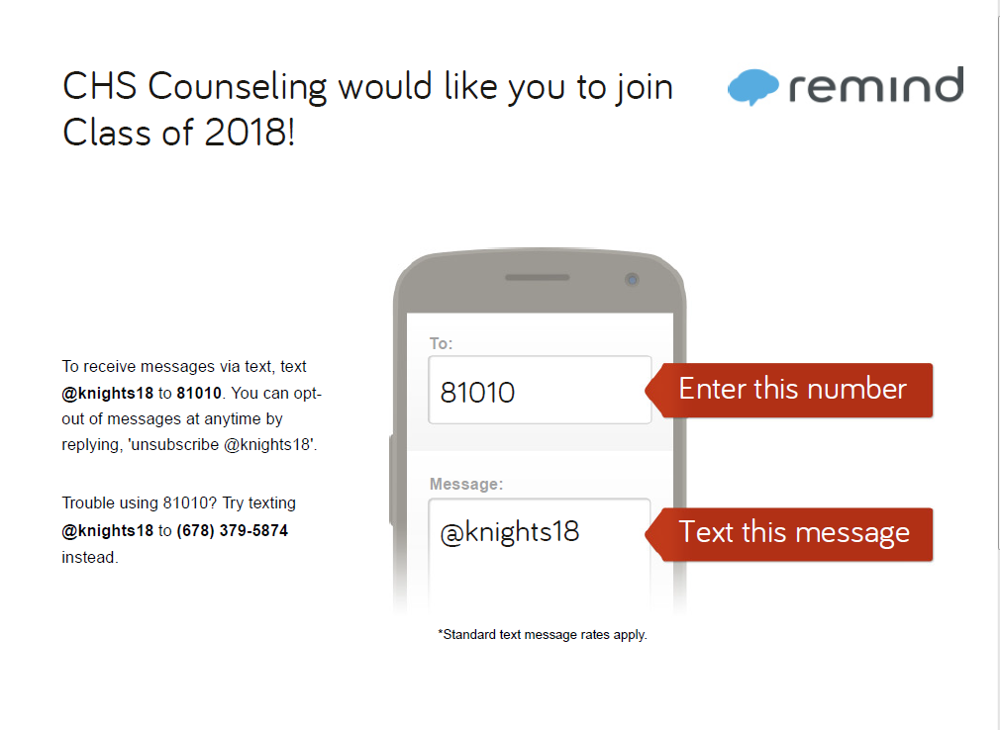 CHS Counseling would like you to join
Class of 2018!
remind
To receive messages via text, text
@knights18 to 81010. You can opt-
out of messages at anytime by
replying, 'unsubscribe @knights18'.
Trouble using 81010? Try texting
@knights18 to (678) 379-5874
instead.
To:
81010
Enter this number
Message:
@knights18
Text this message
*Standard text message rates apply.